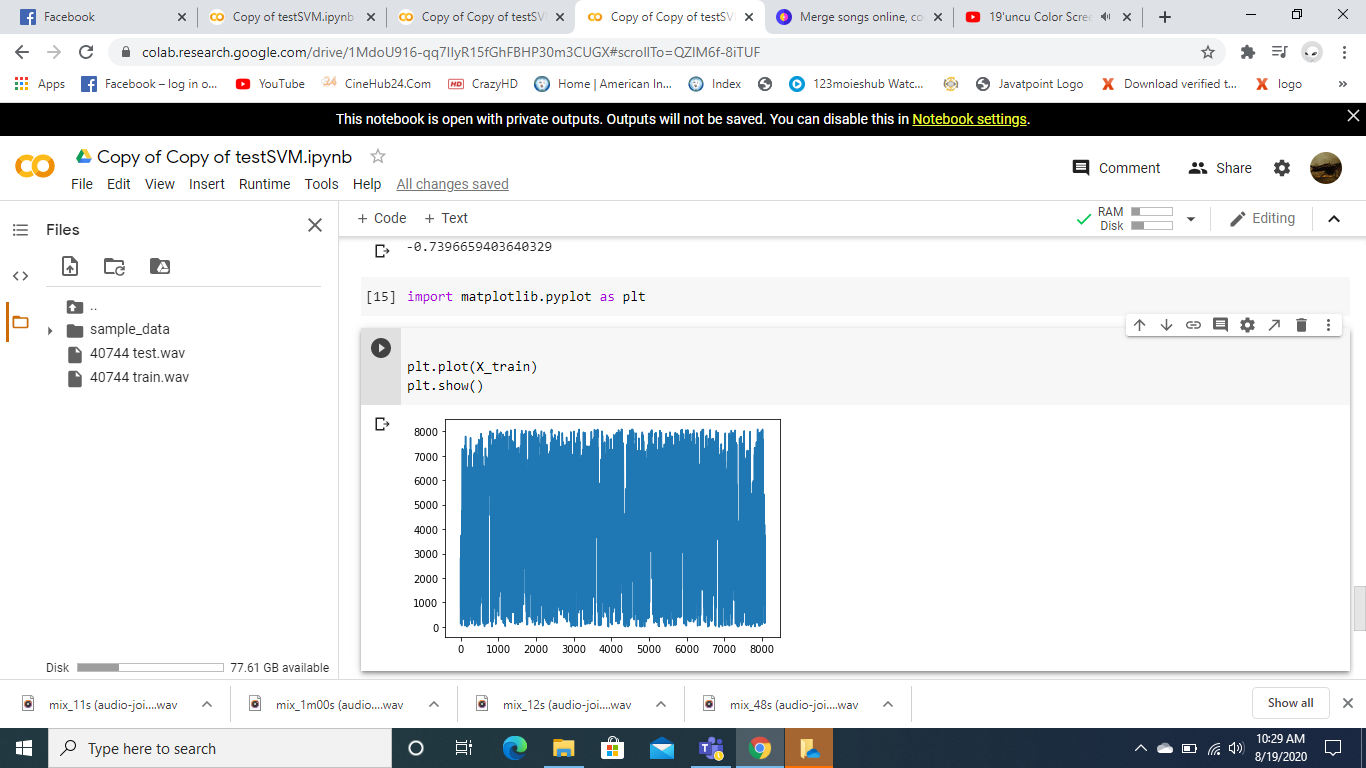 Facebook
Copy of testSVM.ipynb
Copy of Copy of testSV
Copy of Copy of testSV
Merge songs online, co
19'uncu Color Scree
colab.research.google.com/drive/1MdoU916-qq7IIyR15fGhFBHP30m3CUGX#scrollTo=QZIM6f-8iTUF
Apps
Facebook – log in o...
YouTube
CineHub24.Com
CrazyHD
Home | American In...
Index
123moieshub Watc...
Javatpoint Logo
Download verified t...
logo
This notebook is open with private outputs. Outputs will not be saved. You can disable this in Notebook settings.
Copy of Copy of testSVM.ipynb
Comment
Share
File Edit View Insert Runtime Tools Help All changes saved
Files
+ Code + Text
RAM
Disk
Editing
-0.7396659403640329
[15] import matplotlib.pyplot as plt
..
sample_data
40744 test.wav
40744 train.wav
plt.plot(X_train)
plt.show()
8000
7000
6000
5000
4000
3000
2000
1000
0
0 1000 2000 3000 4000 5000 6000 7000 8000
Disk 77.61 GB available
mix_11s (audio-joi....wav
mix_1m00s (audio....wav
mix_12s (audio-joi....wav
mix_48s (audio-joi....wav
Show all
Type here to search
10:29 AM
8/19/2020